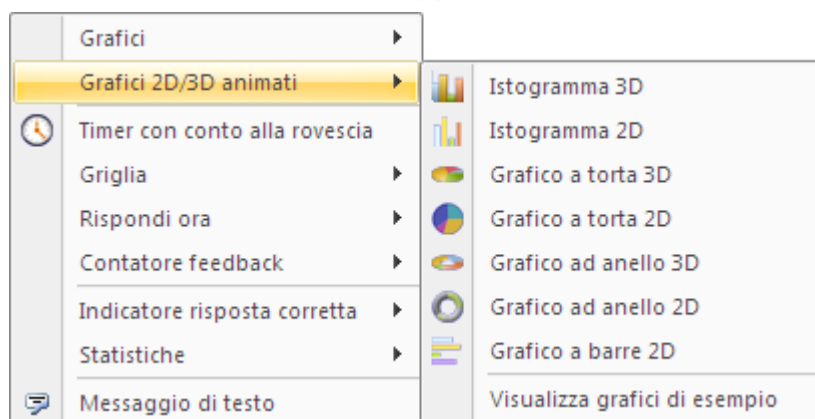 Grafici
Grafici 2D/3D animati
Timer con conto alla rovescia
Griglia
Rispondi ora
Contatore feedback
Indicatore risposta corretta
Statistiche
Messaggio di testo
Istogramma 3D
Istogramma 2D
Grafico a torta 3D
Grafico a torta 2D
Grafico ad anello 3D
Grafico ad anello 2D
Grafico a barre 2D
Visualizza grafici di esempio